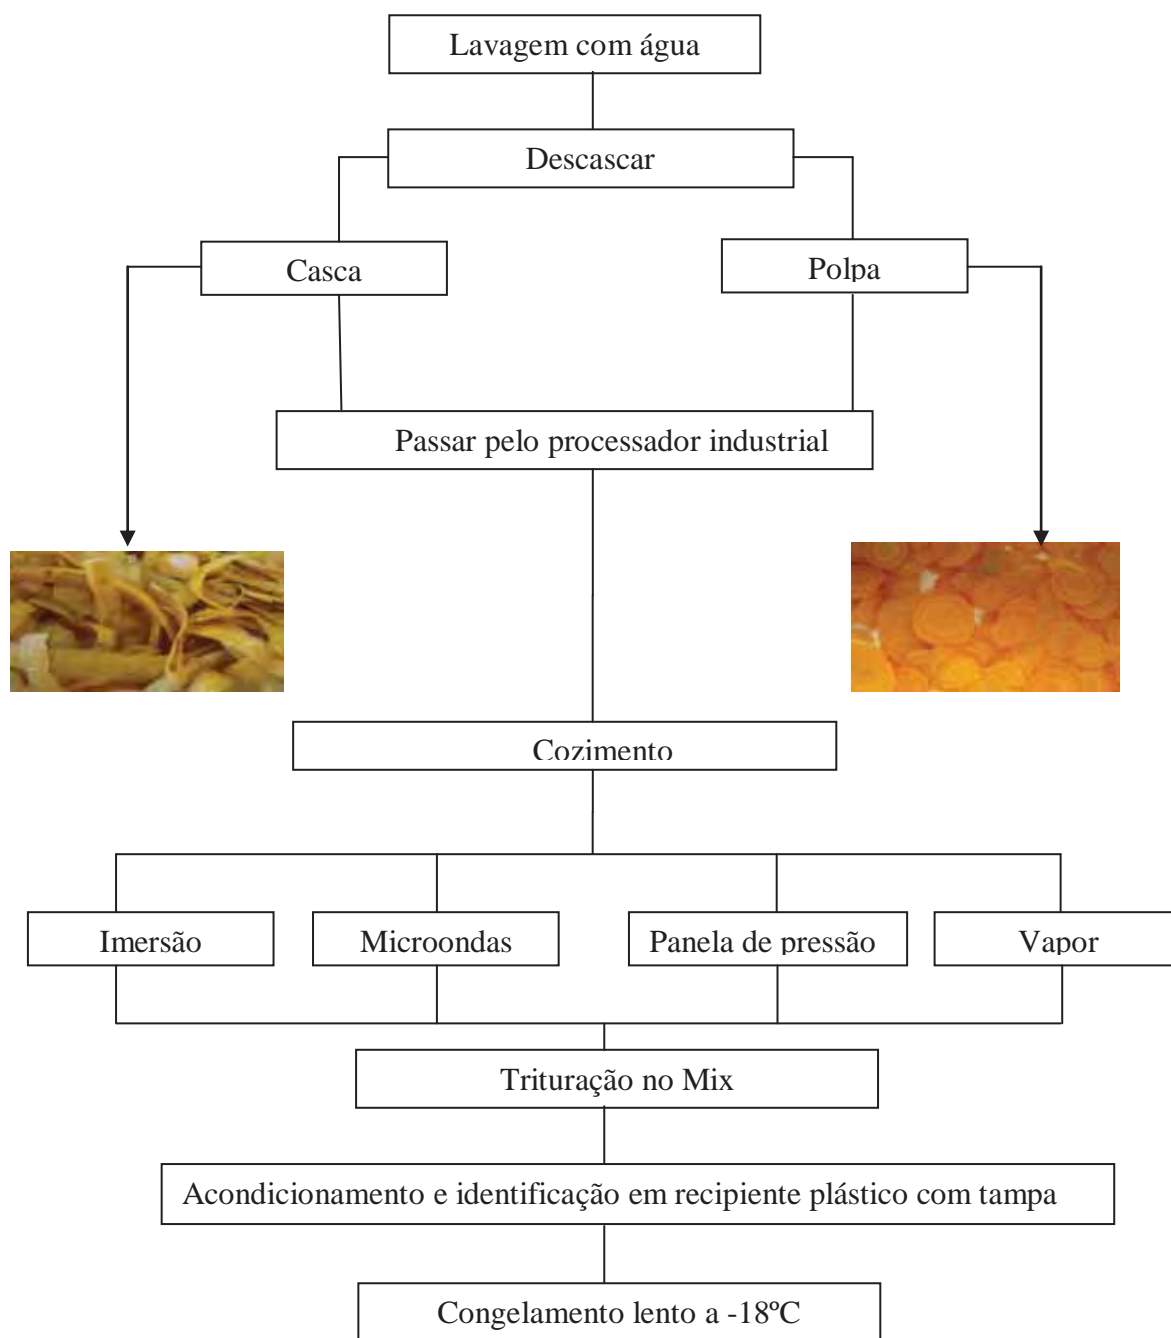 Lavagem com água
Descascar
Casca
Polpa
Passar pelo processador industrial
Cozimento
Imersão
Microondas
Panela de pressão
Vapor
Trituração no Mix
Acondicionamento e identificação em recipiente plástico com tampa
Congelamento lento a -18ºC